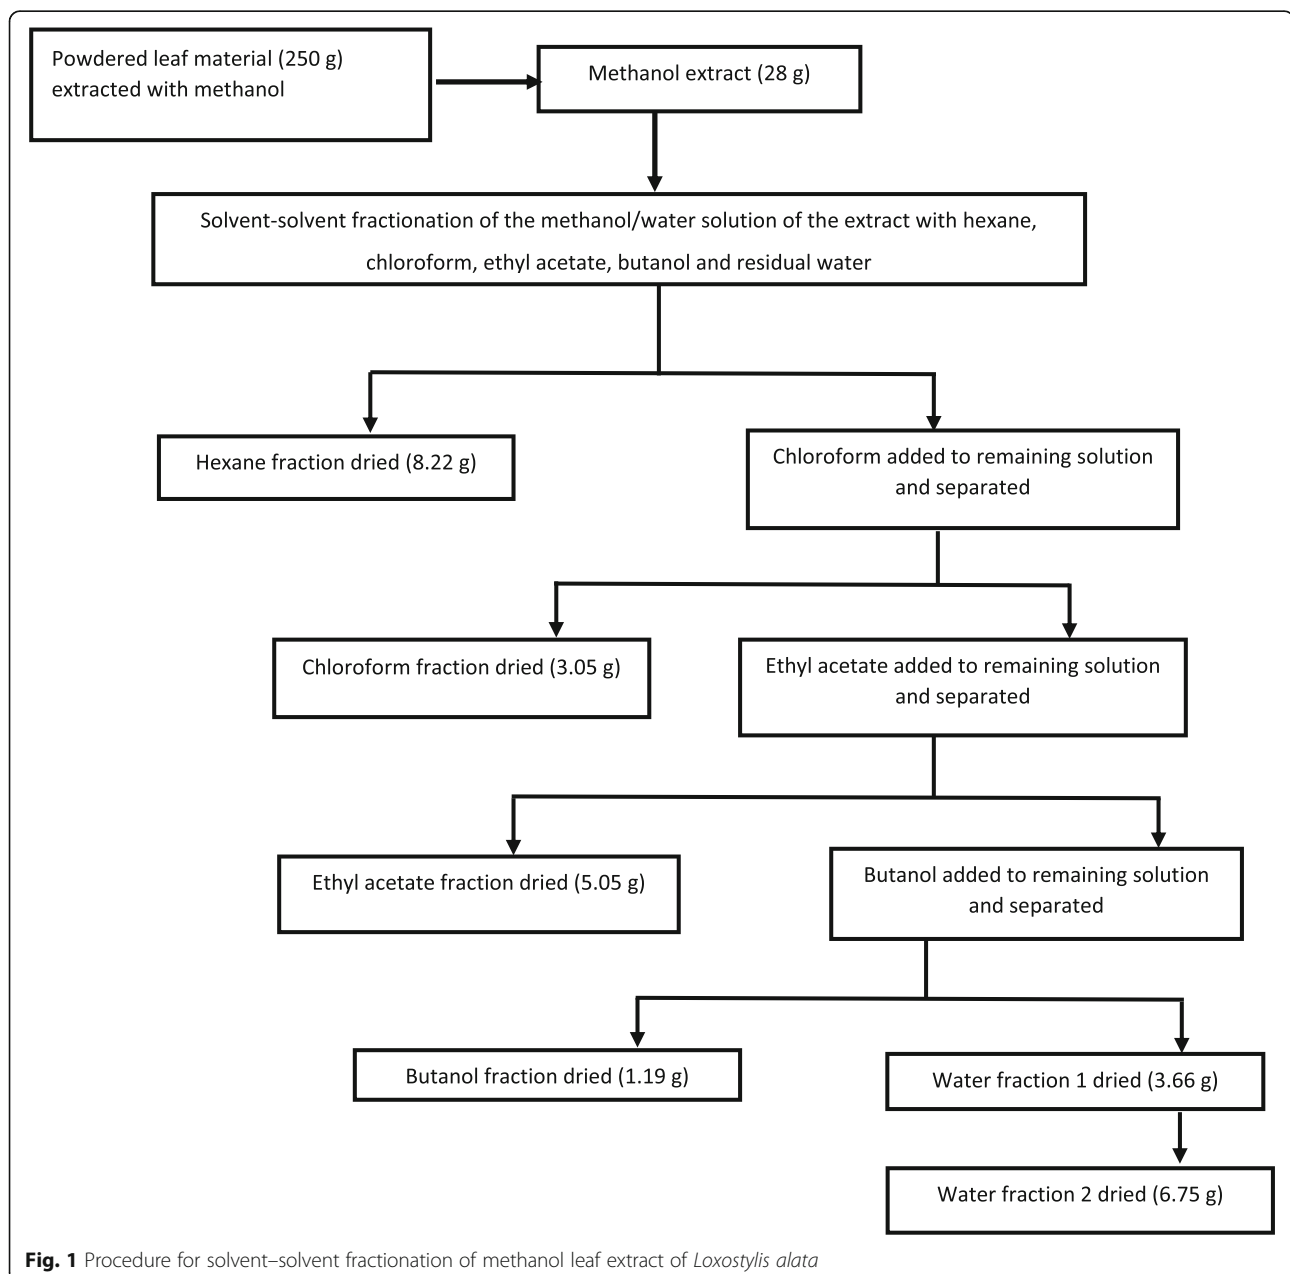 Powdered leaf material (250 g)
extracted with methanol
Methanol extract (28 g)
Solvent-solvent fractionation of the methanol/water solution of the extract with hexane,
chloroform, ethyl acetate, butanol and residual water
Hexane fraction dried (8.22 g)
Chloroform added to remaining solution
and separated
Chloroform fraction dried (3.05 g)
Ethyl acetate added to remaining solution
and separated
Ethyl acetate fraction dried (5.05 g)
Butanol added to remaining solution
and separated
Butanol fraction dried (1.19 g)
Water fraction 1 dried (3.66 g)
Water fraction 2 dried (6.75 g)
Fig. 1 Procedure for solvent–solvent fractionation of methanol leaf extract of Loxostylis alata